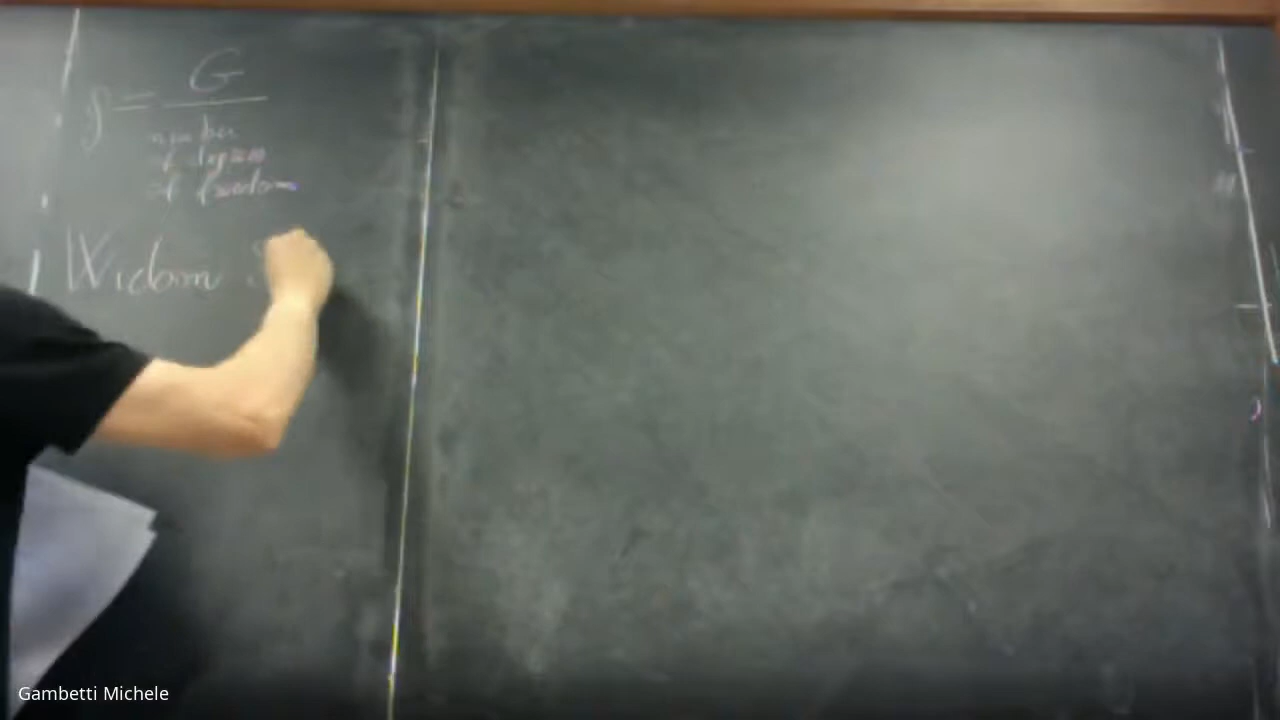 g = G
number
of degrees
of freedom
Widom
Gambetti Michele